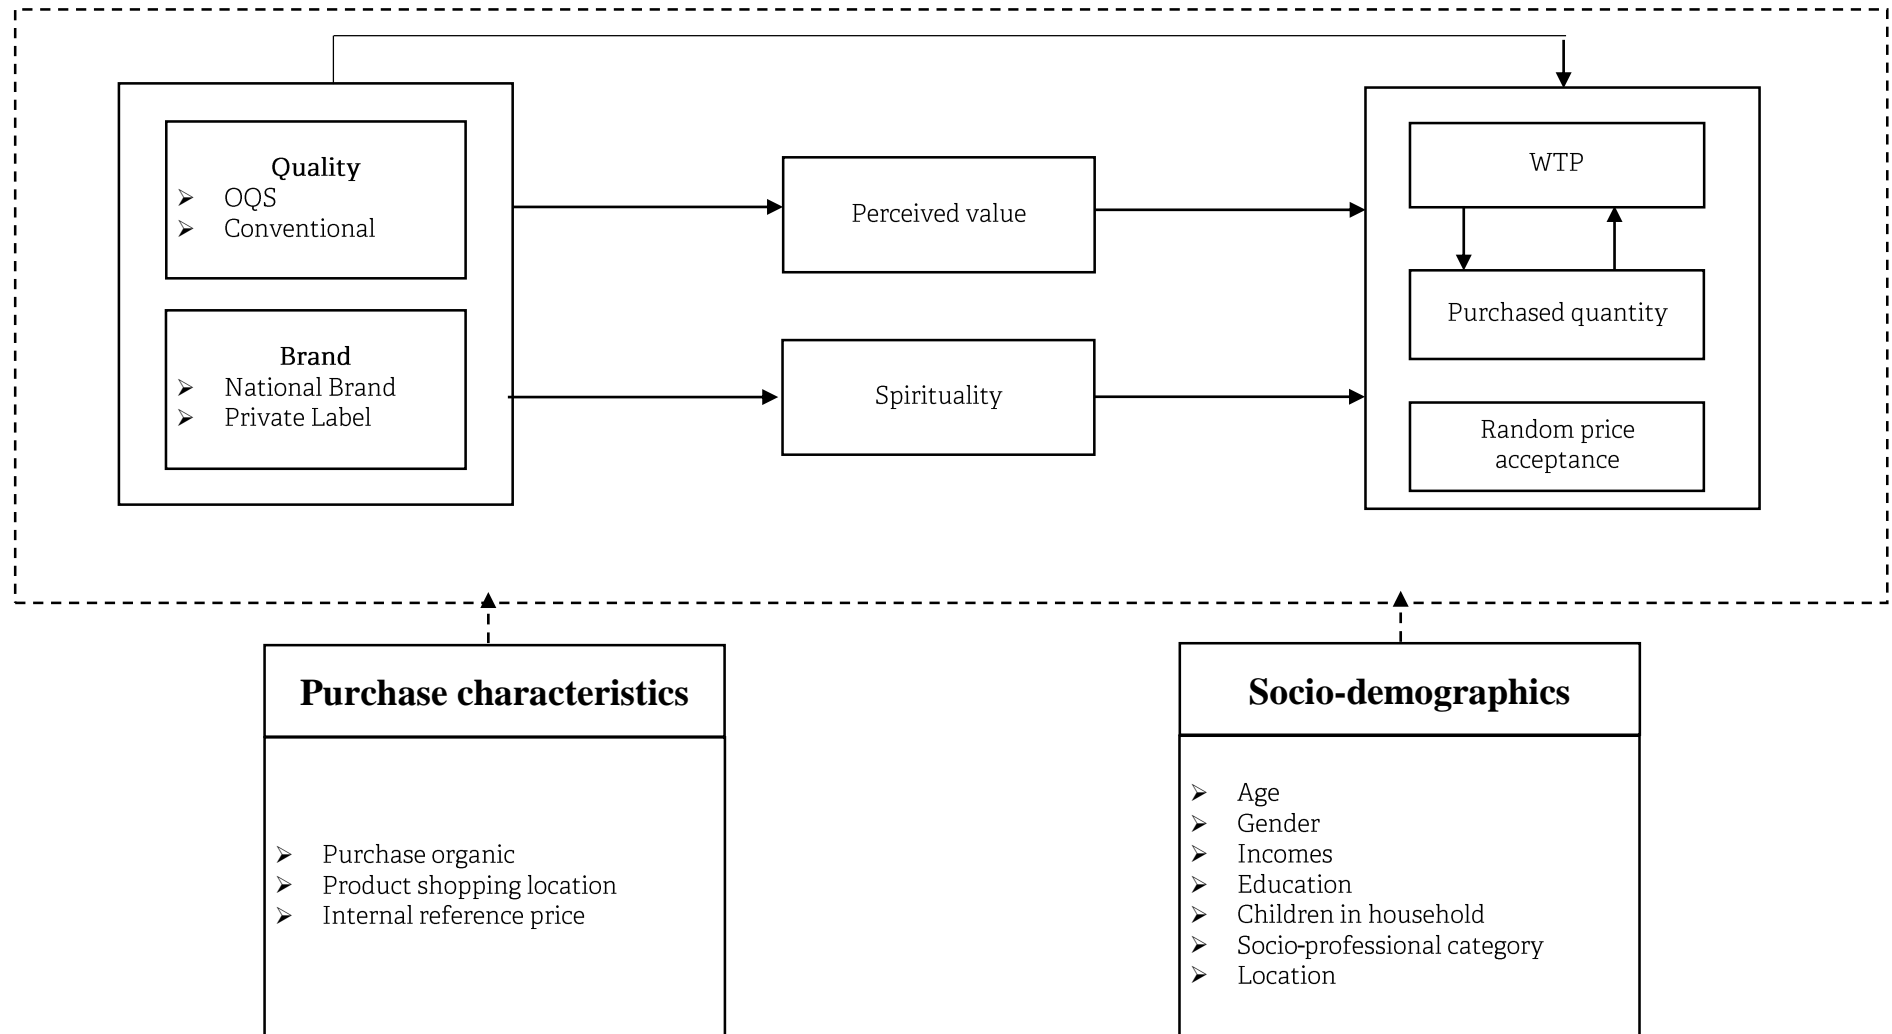 Quality
OQS
Conventional
Brand
National Brand
Private Label
Perceived value
Spirituality
WTP
Purchased quantity
Random price
acceptance
Purchase characteristics
Purchase organic
Product shopping location
Internal reference price
Socio-demographics
Age
Gender
Incomes
Education
Children in household
Socio-professional category
Location